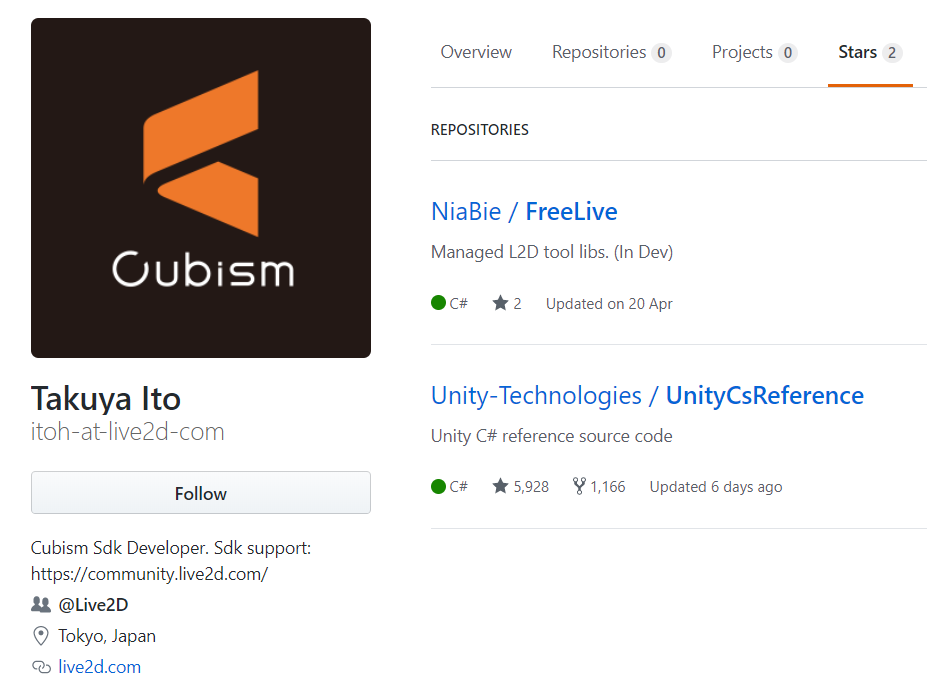 Cubism
Takuya Ito
itoh-at-live2d-com
Follow
Cubism Sdk Developer. Sdk support:
https://community.live2d.com/
@Live2D
Tokyo, Japan
live2d.com
Overview Repositories 0 Projects 0 Stars 2
REPOSITORIES
NiaBie / FreeLive
Managed L2D tool libs. (In Dev)
C# 2 Updated on 20 Apr
Unity-Technologies / UnityCsReference
Unity C# reference source code
C# 5,928 1,166 Updated 6 days ago